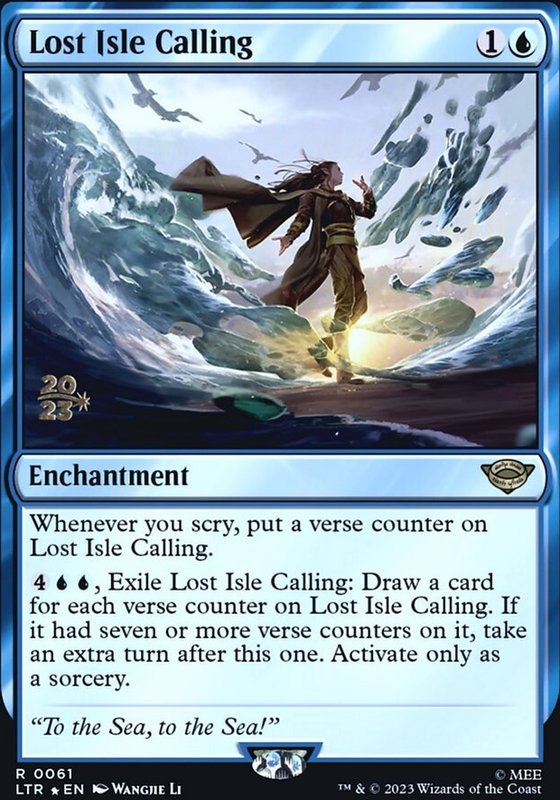 Lost Isle Calling 1
20
23
Enchantment
Whenever you scry, put a verse counter on
Lost Isle Calling.
4, Exile Lost Isle Calling: Draw a card
for each verse counter on Lost Isle Calling. If
it had seven or more verse counters on it, take
an extra turn after this one. Activate only as
a sorcery.
“To the Sea, to the Sea!”
R 0061 © MEE
LTR ★ EN Wangjie Li ™ & © 2023 Wizards of the Coast